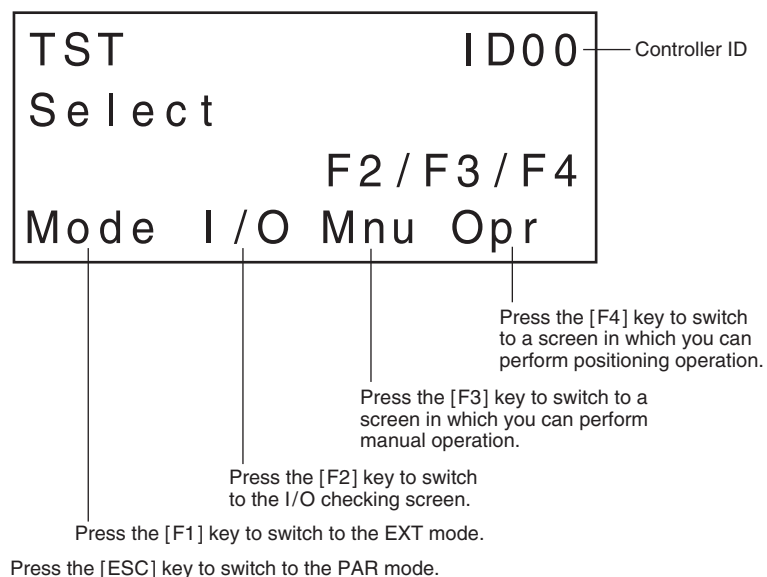 TST ID00 Controller ID
Select
F2/F3/F4
Mode I/O Mnu Opr
Press the [F4] key to switch
to a screen in which you can
perform positioning operation.
Press the [F3] key to switch to a
screen in which you can perform
manual operation.
Press the [F2] key to switch
to the I/O checking screen.
Press the [F1] key to switch to the EXT mode.
Press the [ESC] key to switch to the PAR mode.